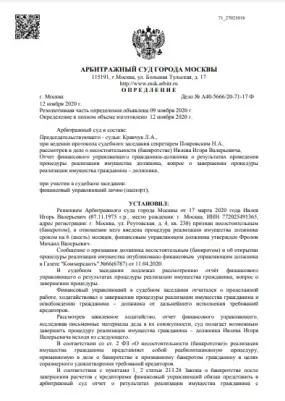 71_27021816
АРБИТРАЖНЫЙ СУД ГОРОДА МОСКВЫ
115191, г.Москва, ул. Большая Тульская, д. 17
http://www.msk.arbitr.ru
О П Р Е Д Е Л Е Н И Е
г. Москва Дело № А40-5666/20-71-17 Ф
12 ноября 2020 г.
Резолютивная часть определения объявлена 09 ноября 2020 г.
Определение в полном объеме изготовлено 12 ноября 2020 г.
Арбитражный суд в составе:
Председательствующего - судьи: Кравчук Л.А.,
при ведении протокола судебного заседания секретарем Покровским Н.А.,
рассмотрев в деле о несостоятельности (банкротстве) Ивлева Игоря Валерьевича,
Отчет финансового управляющего гражданина-должника о результатах проведения
процедуры реализации имущества должника, вопрос о завершении процедуры
реализации имущества гражданина - должника,
при участии в судебном заседании:
финансовый управляющий лично (паспорт),
УСТАНОВИЛ:
Решением Арбитражного суда города Москвы от 17 марта 2020 года Ивлев
Игорь Валерьевич (07.11.1973 г.р., место рождения: г. Москва, ИНН 772025491365,
адрес регистрации: г. Москва, ул. Реутовская, д. 4, кв. 238) признан несостоятельным
(банкротом), в отношении него введена процедура реализации имущества сроком
на 6 (шесть) месяцев, финансовым управляющим должника утвержден Фролов
Михаил Валерьевич.
Сообщение о признании должника несостоятельным (банкротом) и об открытии
процедуры реализации имущества опубликовано финансовым управляющим должника
в Газете "Коммерсантъ" №66(6787) от 11.04.2020.
В судебном заседании подлежал рассмотрению отчёт финансового
управляющего о результатах процедуры реализации имущества гражданина, вопрос о
завершении процедуры.
Финансовый управляющий в судебном заседании отчитался о проделанной
работе, ходатайствовал о завершении процедуры реализации имущества и
освобождении гражданина - должника от дальнейшего исполнения требований
кредиторов.
Рассмотрев заявленное ходатайство, отчет финансового управляющего,
исследовав письменные материалы дела в их совокупности, суд полагает возможным
завершить процедуру реализации имущества гражданина - должника Ивлева Игоря
Валерьевича исходя из следующего.
В соответствии со ст. 2 ФЗ «О несостоятельности (банкротстве)» реализация
имущества гражданина представляет собой реабилитационную процедуру,
применяемую в деле о банкротстве к признанному банкротом гражданину в целях
соразмерного удовлетворения требований кредиторов.
В соответствии с пунктами 1, 2 статьи 213.28 Закона о банкротстве после
завершения расчетов с кредиторами финансовый управляющий обязан представить в
арбитражный суд отчет о результатах реализации имущества гражданина с